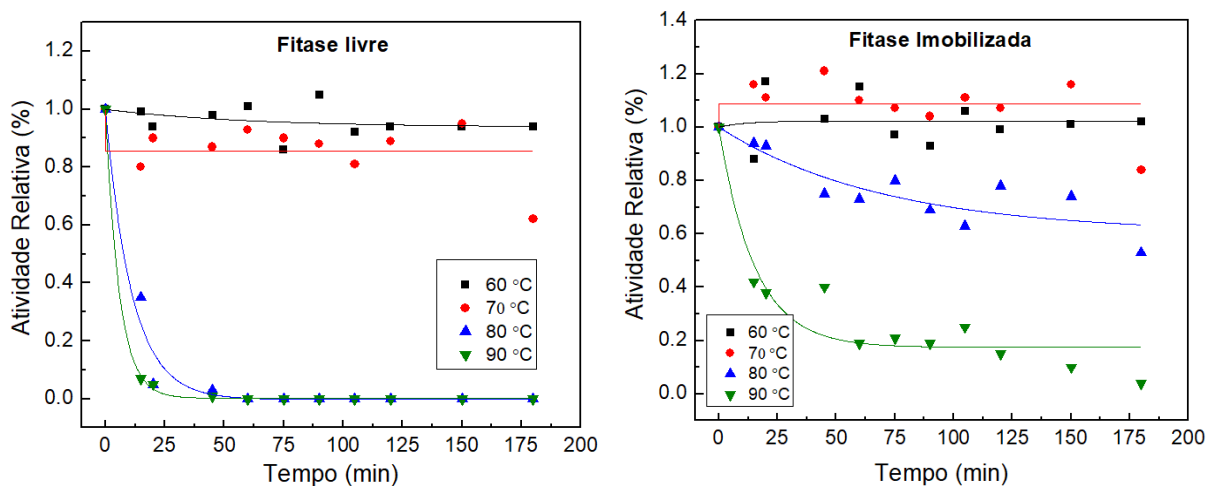 Fitase livre
Atividade Relativa (%)
1.2
1.0
0.8
0.6
0.4
0.2
0.0
60 °C
70 °C
80 °C
90 °C
0 25 50 75 100 125 150 175 200
Tempo (min)
Fitase Imobilizada
Atividade Relativa (%)
1.4
1.2
1.0
0.8
0.6
0.4
0.2
0.0
60 °C
70 °C
80 °C
90 °C
0 25 50 75 100 125 150 175 200
Tempo (min)